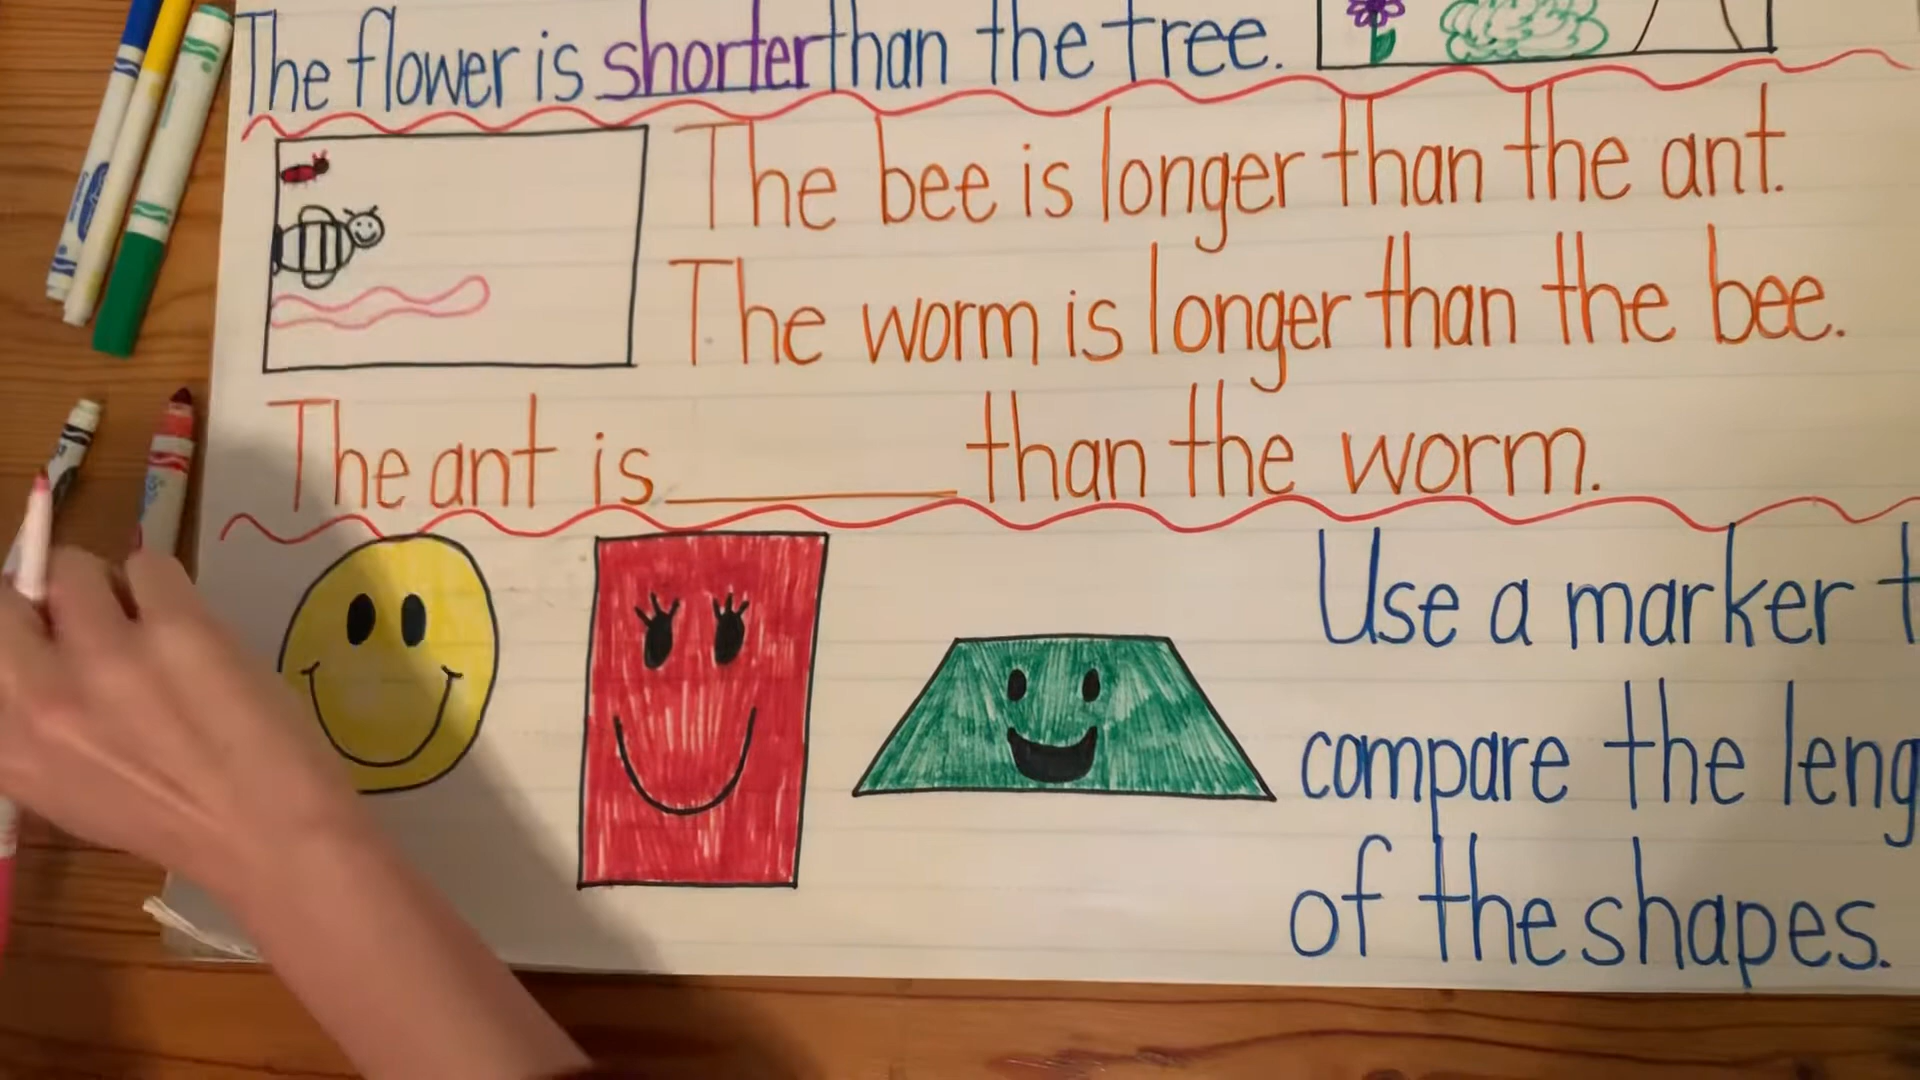 The flower is shorter than the tree.
The bee is longer than the ant.
The worm is longer than the bee.
The ant is ________ than the worm.
Use a marker t
compare the leng
of the shapes.